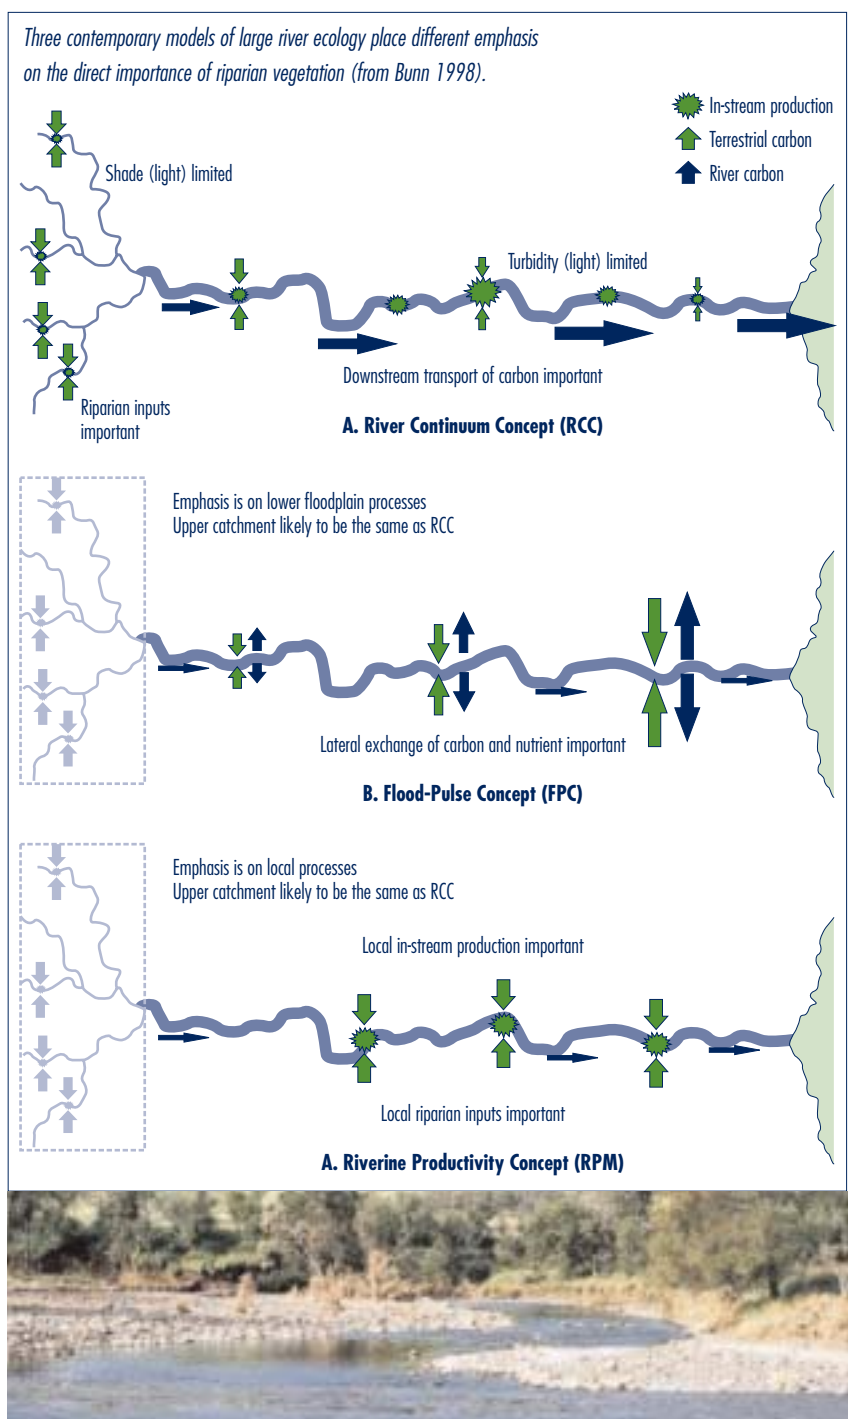 Three contemporary models of large river ecology place different emphasis
on the direct importance of riparian vegetation (from Bunn 1998).
In-stream production
Terrestrial carbon
River carbon
Shade (light) limited
Turbidity (light) limited
Downstream transport of carbon important
Riparian inputs
important
A. River Continuum Concept (RCC)
Emphasis is on lower floodplain processes
Upper catchment likely to be the same as RCC
Lateral exchange of carbon and nutrient important
B. Flood-Pulse Concept (FPC)
Emphasis is on local processes
Upper catchment likely to be the same as RCC
Local in-stream production important
Local riparian inputs important
A. Riverine Productivity Concept (RPM)